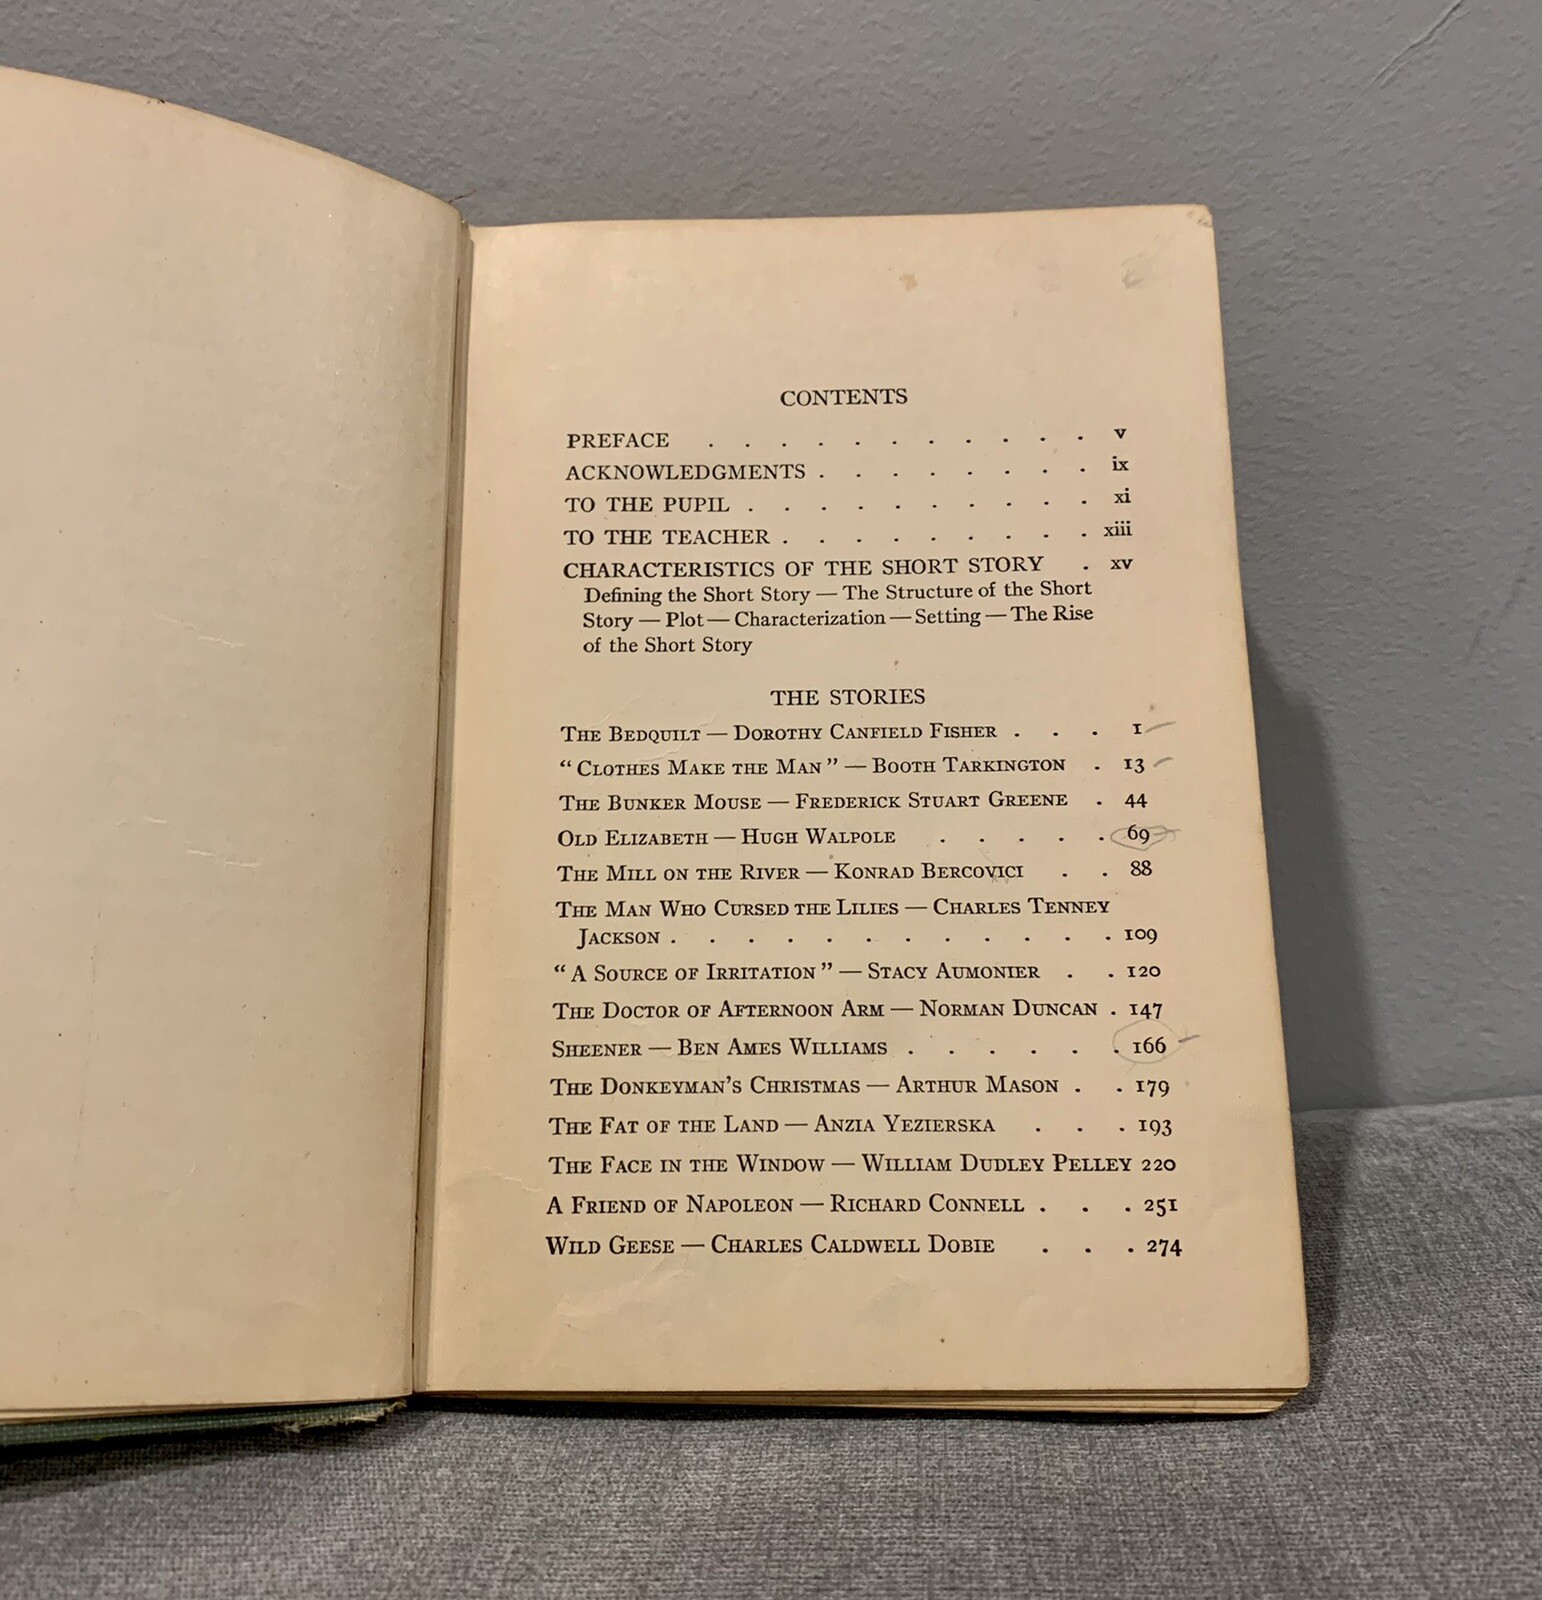 CONTENTS
PREFACE . . . . . . . . . . . v
ACKNOWLEDGMENTS . . . . . . . . ix
TO THE PUPIL . . . . . . . . . . xi
TO THE TEACHER . . . . . . . . . xiii
CHARACTERISTICS OF THE SHORT STORY . xv
Defining the Short Story — The Structure of the Short
Story — Plot — Characterization — Setting — The Rise
of the Short Story
THE STORIES
THE BEDQUILT — DOROTHY CANFIELD FISHER . . . 1
"CLOTHES MAKE THE MAN" — BOOTH TARKINGTON . 13
THE BUNKER MOUSE — FREDERICK STUART GREENE . 44
OLD ELIZABETH — HUGH WALPOLE . . . . . 69
THE MILL ON THE RIVER — KONRAD BERCOVICI . . 88
THE MAN WHO CURSED THE LILIES — CHARLES TENNEY
JACKSON . . . . . . . . . . . . 109
"A SOURCE OF IRRITATION" — STACY AUMONIER . . 120
THE DOCTOR OF AFTERNOON ARM — NORMAN DUNCAN . 147
SHEENER — BEN AMES WILLIAMS . . . . . . 166
THE DONKEYMAN'S CHRISTMAS — ARTHUR MASON . . 179
THE FAT OF THE LAND — ANZIA YEZIERSKA . . . 193
THE FACE IN THE WINDOW — WILLIAM DUDLEY PELLEY 220
A FRIEND OF NAPOLEON — RICHARD CONNELL . . . 251
WILD GEESE — CHARLES CALDWELL DOBIE . . . 274